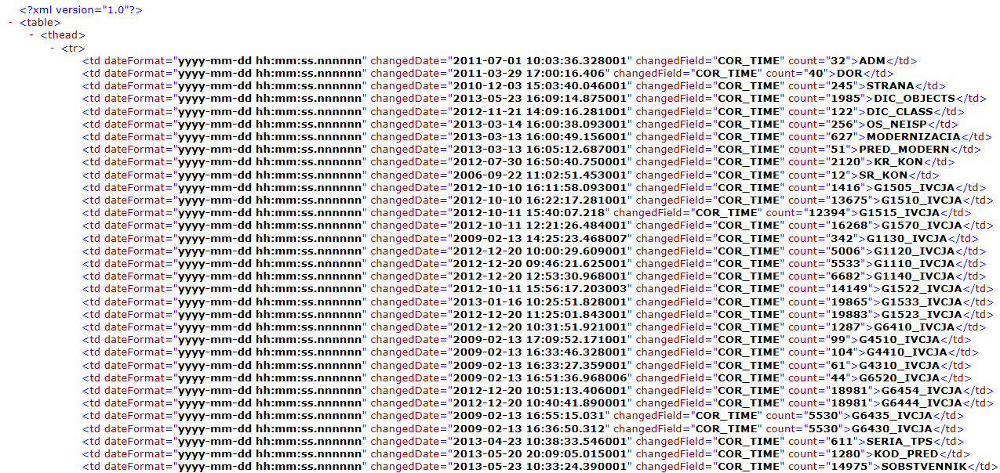 <?xml version="1.0"?>
- <table>
- <thead>
- <tr>
<td dateFormat="yyyy-mm-dd hh:mm:ss.nnnnnn" changedDate="2011-07-01 10:03:36.328001" changedField="COR_TIME" count="32">ADM</td>
<td dateFormat="yyyy-mm-dd hh:mm:ss.nnnnnn" changedDate="2011-03-29 17:00:16.406" changedField="COR_TIME" count="40">DOR</td>
<td dateFormat="yyyy-mm-dd hh:mm:ss.nnnnnn" changedDate="2010-12-03 15:03:40.046001" changedField="COR_TIME" count="245">STRANA</td>
<td dateFormat="yyyy-mm-dd hh:mm:ss.nnnnnn" changedDate="2013-05-23 16:09:14.875001" changedField="COR_TIME" count="1985">DIC_OBJECTS</td>
<td dateFormat="yyyy-mm-dd hh:mm:ss.nnnnnn" changedDate="2012-11-21 14:09:16.281001" changedField="COR_TIME" count="122">DIC_CLASS</td>
<td dateFormat="yyyy-mm-dd hh:mm:ss.nnnnnn" changedDate="2013-03-14 16:00:38.093001" changedField="COR_TIME" count="256">OS_NEISP</td>
<td dateFormat="yyyy-mm-dd hh:mm:ss.nnnnnn" changedDate="2013-03-13 16:00:49.156001" changedField="COR_TIME" count="627">MODERNIZACIA</td>
<td dateFormat="yyyy-mm-dd hh:mm:ss.nnnnnn" changedDate="2013-03-13 16:05:12.687001" changedField="COR_TIME" count="51">PRED_MODERN</td>
<td dateFormat="yyyy-mm-dd hh:mm:ss.nnnnnn" changedDate="2012-07-30 16:50:40.750001" changedField="COR_TIME" count="2120">KR_KON</td>
<td dateFormat="yyyy-mm-dd hh:mm:ss.nnnnnn" changedDate="2006-09-22 11:02:51.453001" changedField="COR_TIME" count="12">SR_KON</td>
<td dateFormat="yyyy-mm-dd hh:mm:ss.nnnnnn" changedDate="2012-10-10 16:11:58.093001" changedField="COR_TIME" count="1416">G1505_IVCJA</td>
<td dateFormat="yyyy-mm-dd hh:mm:ss.nnnnnn" changedDate="2012-10-10 16:22:17.281001" changedField="COR_TIME" count="13675">G1510_IVCJA</td>
<td dateFormat="yyyy-mm-dd hh:mm:ss.nnnnnn" changedDate="2012-10-11 15:40:07.218" changedField="COR_TIME" count="12394">G1515_IVCJA</td>
<td dateFormat="yyyy-mm-dd hh:mm:ss.nnnnnn" changedDate="2012-10-11 12:21:26.484001" changedField="COR_TIME" count="16268">G1570_IVCJA</td>
<td dateFormat="yyyy-mm-dd hh:mm:ss.nnnnnn" changedDate="2009-02-13 14:25:23.468007" changedField="COR_TIME" count="342">G1130_IVCJA</td>
<td dateFormat="yyyy-mm-dd hh:mm:ss.nnnnnn" changedDate="2012-12-20 10:00:29.609001" changedField="COR_TIME" count="5006">G1120_IVCJA</td>
<td dateFormat="yyyy-mm-dd hh:mm:ss.nnnnnn" changedDate="2012-12-20 09:46:21.625001" changedField="COR_TIME" count="5533">G1110_IVCJA</td>
<td dateFormat="yyyy-mm-dd hh:mm:ss.nnnnnn" changedDate="2012-12-20 12:53:30.968001" changedField="COR_TIME" count="6682">G1140_IVCJA</td>
<td dateFormat="yyyy-mm-dd hh:mm:ss.nnnnnn" changedDate="2012-10-11 15:56:17.203003" changedField="COR_TIME" count="14149">G1522_IVCJA</td>
<td dateFormat="yyyy-mm-dd hh:mm:ss.nnnnnn" changedDate="2013-01-16 10:25:51.828001" changedField="COR_TIME" count="19865">G1533_IVCJA</td>
<td dateFormat="yyyy-mm-dd hh:mm:ss.nnnnnn" changedDate="2012-12-20 11:25:01.843001" changedField="COR_TIME" count="19883">G1523_IVCJA</td>
<td dateFormat="yyyy-mm-dd hh:mm:ss.nnnnnn" changedDate="2012-12-20 10:31:51.921001" changedField="COR_TIME" count="1287">G6410_IVCJA</td>
<td dateFormat="yyyy-mm-dd hh:mm:ss.nnnnnn" changedDate="2009-02-13 17:09:52.171001" changedField="COR_TIME" count="99">G4510_IVCJA</td>
<td dateFormat="yyyy-mm-dd hh:mm:ss.nnnnnn" changedDate="2009-02-13 16:33:46.328001" changedField="COR_TIME" count="104">G4410_IVCJA</td>
<td dateFormat="yyyy-mm-dd hh:mm:ss.nnnnnn" changedDate="2009-02-13 16:33:27.359001" changedField="COR_TIME" count="61">G4310_IVCJA</td>
<td dateFormat="yyyy-mm-dd hh:mm:ss.nnnnnn" changedDate="2009-02-13 16:51:36.968006" changedField="COR_TIME" count="44">G6520_IVCJA</td>
<td dateFormat="yyyy-mm-dd hh:mm:ss.nnnnnn" changedDate="2012-12-20 10:51:13.406001" changedField="COR_TIME" count="18981">G6454_IVCJA</td>
<td dateFormat="yyyy-mm-dd hh:mm:ss.nnnnnn" changedDate="2012-12-20 10:40:41.890001" changedField="COR_TIME" count="18981">G6444_IVCJA</td>
<td dateFormat="yyyy-mm-dd hh:mm:ss.nnnnnn" changedDate="2009-02-13 16:55:15.031" changedField="COR_TIME" count="5530">G6435_IVCJA</td>
<td dateFormat="yyyy-mm-dd hh:mm:ss.nnnnnn" changedDate="2009-02-13 16:36:50.312" changedField="COR_TIME" count="5530">G6430_IVCJA</td>
<td dateFormat="yyyy-mm-dd hh:mm:ss.nnnnnn" changedDate="2013-04-23 10:38:33.546001" changedField="COR_TIME" count="611">SERIA_TPS</td>
<td dateFormat="yyyy-mm-dd hh:mm:ss.nnnnnn" changedDate="2013-05-20 20:09:05.015001" changedField="COR_TIME" count="1280">KOD_PRED</td>
<td dateFormat="yyyy-mm-dd hh:mm:ss.nnnnnn" changedDate="2013-05-23 10:33:24.390001" changedField="COR_TIME" count="14975">SOBSTVENNIK</td>